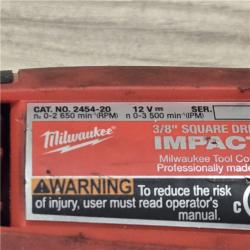 CAT. NO. 2454-20 12 V SER.
n₀ 0-2 650 min⁻¹(RPM) n 0-3 500 min⁻¹(IPM)
Milwaukee
3/8" SQUARE
IMPAC
Milwaukee Tool Co
Professionally made
WARNING To reduce the risk
of injury, user must read operator's
manual.
C